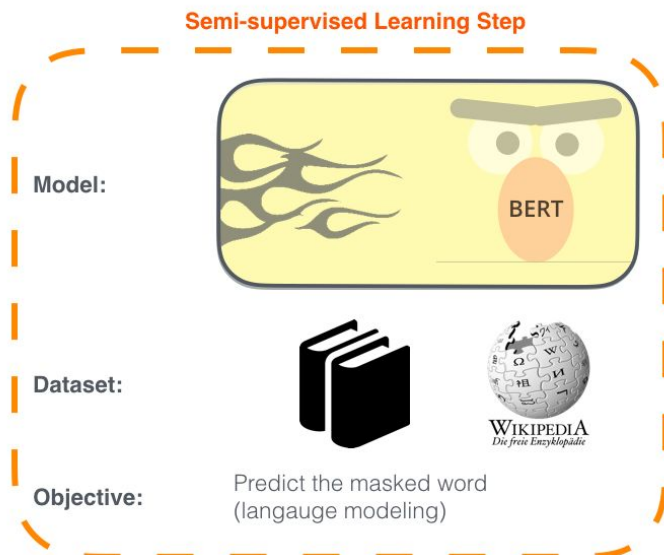 Semi-supervised Learning Step
Model:
BERT
Dataset:
WIKIPEDIA
Die freie Enzyklopädie
Objective:
Predict the masked word
(langauge modeling)